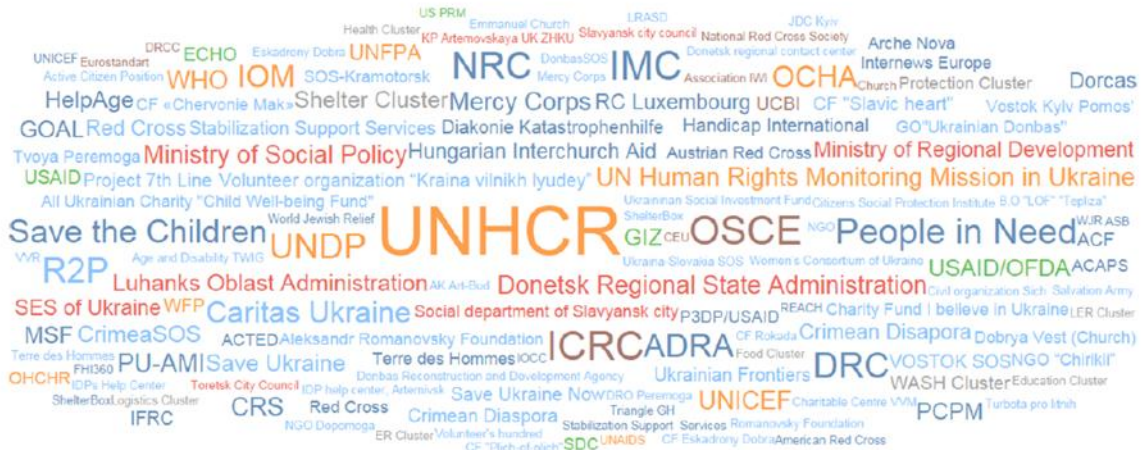 US PRM
Emmanuel Church LRASD JDC Kyiv
Health Cluster KP Artemovskaya UK ZHKU Slavyansk city council National Red Cross Society
UNICEF Eurostandart DRCC ECHO Eskadrony Dobra UNFPA NRC DonbasSOS IMC Donetsk regional contact center Arche Nova
Internews Europe
Active Citizen Position WHO IOM SOS-Kramotorsk Mercy Corps Association IWI OCHA Church Protection Cluster Dorcas
HelpAge CF «Chervonie Mak» Shelter Cluster Mercy Corps RC Luxembourg UCBI CF "Slavic heart" Vostok Kyiv Pomos'
GOAL Red Cross Stabilization Support Services Diakonie Katastrophenhilfe Handicap International GO"Ukrainian Donbas"
Tvoya Peremoga Ministry of Social Policy Hungarian Interchurch Aid Austrian Red Cross Ministry of Regional Development
USAID Project 7th Line Volunteer organization "Kraina vilnikh lyudey" UN Human Rights Monitoring Mission in Ukraine
All Ukrainian Charity "Child Well-being Fund" Ukraininan Social Investment Fund Citizens Social Protection Institute B.O "LOF" "Tepliza"
Save the Children World Jewish Relief UNDP UNHCR ShelterBox GIZ CEU OSCE NGO People in Need WJR ASB
ACF
VVR R2P Age and Disability TWIG Ukraina-Slovakia SOS Women's Consortium of Ukraine USAID/OFDA ACAPS
Luhanks Oblast Administration AK Art-Bud Donetsk Regional State Administration Civil organization Sich Salvation Army
SES of Ukraine WFP Caritas Ukraine Social department of Slavyansk city P3DP/USAID REACH Charity Fund I believe in Ukraine LER Cluster
MSF CrimeaSOS ACTED Aleksandr Romanovsky Foundation ICRC ADRA CF Rokada Crimean Disapora Dobrya Vest (Church)
Terre des Hommes FHI360 PU-AMI Save Ukraine Terre des Hommes IOCC Food Cluster DRC VOSTOK SOS NGO "Chirikli"
OHCHR IDPs Help Center Donbas Reconstruction and Development Agency Ukrainian Frontiers WASH Cluster Education Cluster
ShelterBox Logistics Cluster Toretsk City Council IDP help center, Artemivsk Save Ukraine Now DRO Peremoga UNICEF Charitable Centre VVM PCPM Turbota pro litnih
IFRC CRS Red Cross Crimean Diaspora Triangle GH
NGO Dopomoga Stabilization Support Services Romanovsky Foundation
ER Cluster Volunteer's hundred SDC UNAIDS CF Eskadrony Dobra American Red Cross
CF "Plich-o-plich"